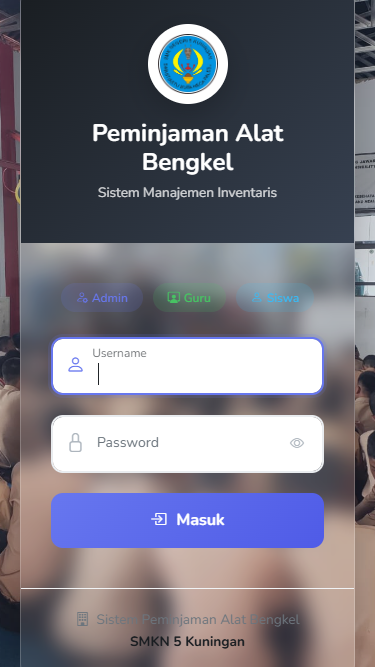 Peminjaman Alat
Bengkel
Sistem Manajemen Inventaris
Admin
Guru
Siswa
Username
Password
Masuk
Sistem Peminjaman Alat Bengkel
SMKN 5 Kuningan